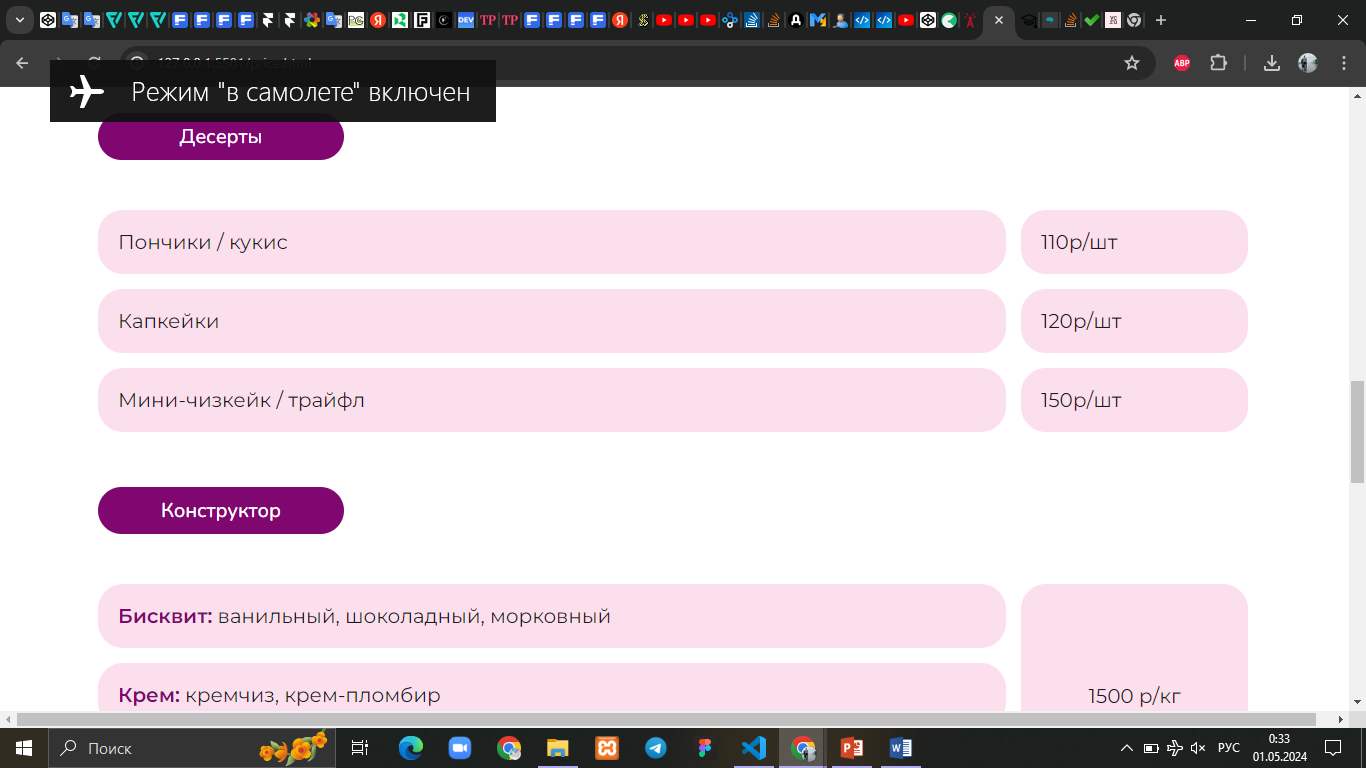 Режим "в самолете" включен
Десерты
Пончики / кукис
110р/шт
Капкейки
120р/шт
Мини-чизкейк / трайфл
150р/шт
Конструктор
Бисквит: ванильный, шоколадный, морковный
Крем: кремчиз, крем-пломбир
1500 р/кг
Поиск
РУС
0:33
01.05.2024